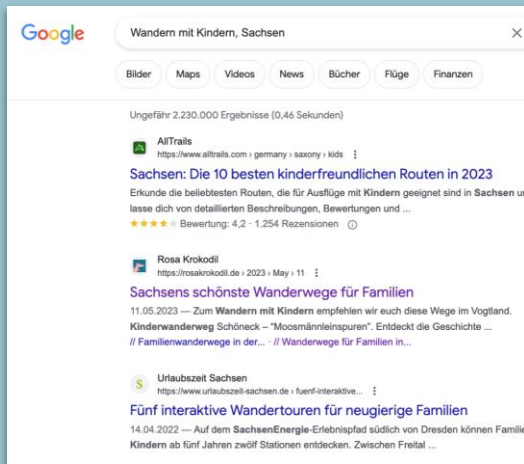 Google
Wandern mit Kindern, Sachsen
Bilder Maps Videos News Bücher Flüge Finanzen
Ungefähr 2.230.000 Ergebnisse (0,46 Sekunden)
AllTrails
https://www.alltrails.com › germany › saxony › kids
Sachsen: Die 10 besten kinderfreundlichen Routen in 2023
Erkunde die beliebtesten Routen, die für Ausflüge mit Kindern geeignet sind in Sachsen
lasse dich von detaillierten Beschreibungen, Bewertungen und ...
Bewertung: 4,2 · 1.254 Rezensionen
Rosa Krokodil
https://rosakrokodil.de › 2023 › May › 11
Sachsens schönste Wanderwege für Familien
11.05.2023 — Zum Wandern mit Kindern empfehlen wir euch diese Wege im Vogtland.
Kinderwanderweg Schöneck – "Moosmännleinspuren". Entdeckt die Geschichte ...
// Familienwanderwege in der... · // Wanderwege für Familien in...
S
Urlaubszeit Sachsen
https://www.urlaubszeit-sachsen.de › fuenf-interaktive...
Fünf interaktive Wandertouren für neugierige Familien
14.04.2022 — Auf dem SachsenEnergie-Erlebnispfad südlich von Dresden können
Kindern ab fünf Jahren zwölf Stationen entdecken. Zwischen Freital ...